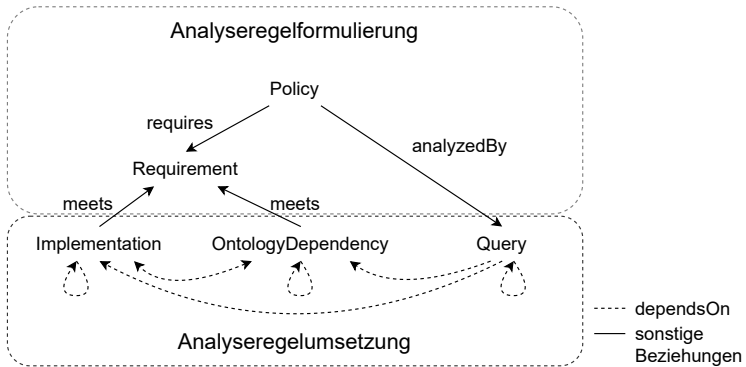 Analyseregelformulierung
Policy
requires
analyzedBy
Requirement
meets
meets
Implementation
OntologyDependency
Query
dependsOn
sonstige
Beziehungen
Analyseregelumsetzung